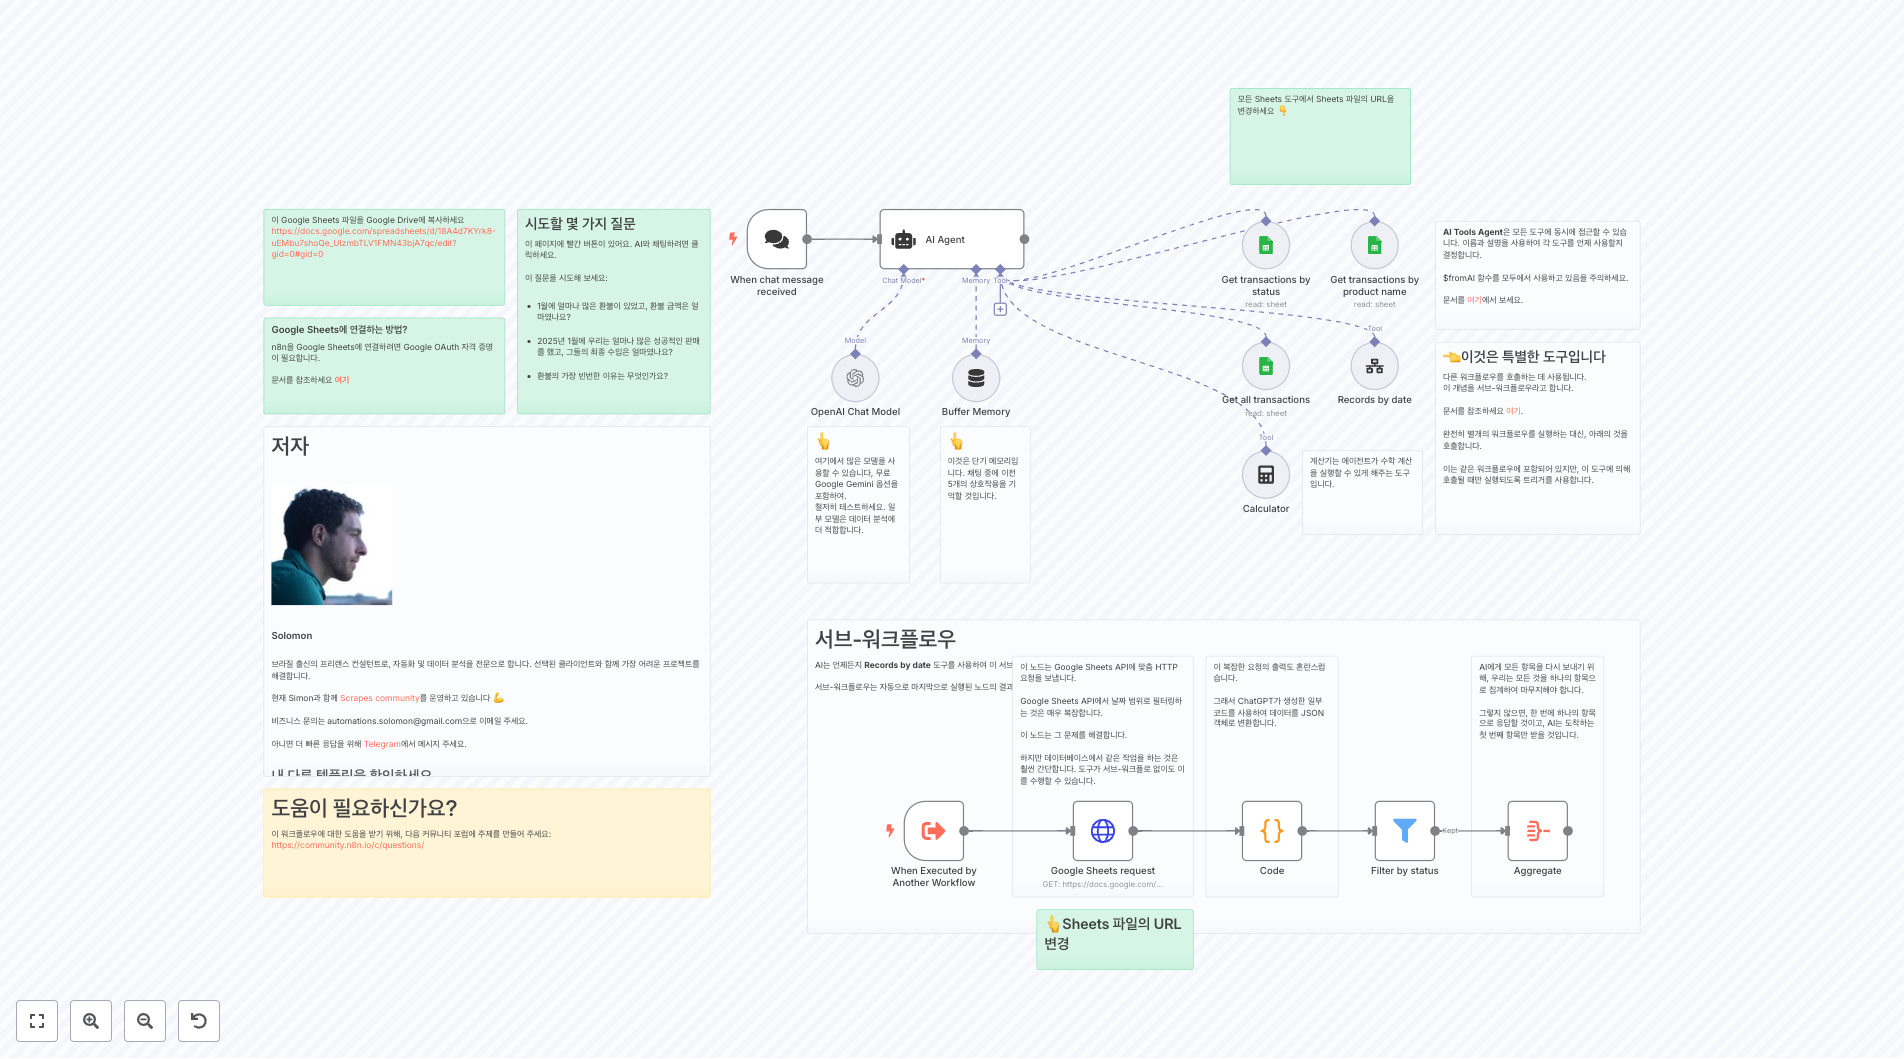 모든 Sheets 도구에서 Sheets 파일의 URL을
변경하세요 👇
이 Google Sheets 파일을 Google Drive에 복사하세요
https://docs.google.com/spreadsheets/d/18A4d7KYrk8-
uEMbu7shoQe_UIzmbTLV1FMN43bjA7qc/edit?
gid=0#gid=0
Google Sheets에 연결하는 방법?
n8n을 Google Sheets에 연결하려면 Google OAuth 자격 증명
이 필요합니다.
문서를 참조하세요 여기
시도할 몇 가지 질문
이 페이지에 빨간 버튼이 있어요. AI와 채팅하려면 클
릭하세요.
이 질문을 시도해 보세요:
1월에 얼마나 많은 환불이 있었고, 환불 금액은 얼
마였나요?
2025년 1월에 우리는 얼마나 많은 성공적인 판매
를 했고, 그들의 최종 수입은 얼마였나요?
환불의 가장 빈번한 이유는 무엇인가요?
When chat message
received
AI Agent
Chat Model*
Memory
Tool
Model
Memory
OpenAI Chat Model
Buffer Memory
Get transactions by
status
read: sheet
Get transactions by
product name
read: sheet
Get all transactions
read: sheet
Tool
Records by date
Tool
Calculator
AI Tools Agent은 모든 도구에 동시에 접근할 수 있습
니다. 이름과 설명을 사용하여 각 도구를 언제 사용할지
결정합니다.
$fromAI 함수를 모두에서 사용하고 있음을 주의하세요.
문서를 여기에서 보세요.
👈이것은 특별한 도구입니다
다른 워크플로우를 호출하는 데 사용됩니다.
이 개념을 서브-워크플로우라고 합니다.
문서를 참조하세요 여기.
완전히 별개의 워크플로우를 실행하는 대신, 아래의 것을
호출합니다.
이는 같은 워크플로우에 포함되어 있지만, 이 도구에 의해
호출될 때만 실행되도록 트리거를 사용합니다.
👆
여기에서 많은 모델을 사
용할 수 있습니다, 무료
Google Gemini 옵션을
포함하여.
철저히 테스트하세요. 일
부 모델은 데이터 분석에
더 적합합니다.
👆
이것은 단기 메모리입
니다. 채팅 중에 이전
5개의 상호작용을 기
억할 것입니다.
계산기는 에이전트가 수학 계산
을 실행할 수 있게 해주는 도구
입니다.
저자
Solomon
브라질 출신의 프리랜스 컨설턴트로, 자동화 및 데이터 분석을 전문으로 합니다. 선택된 클라이언트와 함께 가장 어려운 프로젝트를
해결합니다.
현재 Simon과 함께 Scrapes community를 운영하고 있습니다 💪
비즈니스 문의는 automations.solomon@gmail.com으로 이메일 주세요.
아니면 더 빠른 응답을 위해 Telegram에서 메시지 주세요.
내 다른 템플릿을 확인하세요
도움이 필요하신가요?
이 워크플로우에 대한 도움을 받기 위해, 다음 커뮤니티 포럼에 주제를 만들어 주세요:
https://community.n8n.io/c/questions/
서브-워크플로우
AI는 언제든지 Records by date 도구를 사용하여 이 서브
서브-워크플로우는 자동으로 마지막으로 실행된 노드의 결과
이 노드는 Google Sheets API에 맞춤 HTTP
요청을 보냅니다.
Google Sheets API에서 날짜 범위로 필터링하
는 것은 매우 복잡합니다.
이 노드는 그 문제를 해결합니다.
하지만 데이터베이스에서 같은 작업을 하는 것은
훨씬 간단합니다. 도구가 서브-워크플로 없이도 이
를 수행할 수 있습니다.
이 복잡한 요청의 출력도 혼란스럽
습니다.
그래서 ChatGPT가 생성한 일부
코드를 사용하여 데이터를 JSON
객체로 변환합니다.
AI에게 모든 항목을 다시 보내기 위
해, 우리는 모든 것을 하나의 항목으
로 집계하여 마무지해야 합니다.
그렇지 않으면, 한 번에 하나의 항목
으로 응답할 것이고, AI는 도착하는
첫 번째 항목만 받을 것입니다.
When Executed by
Another Workflow
Google Sheets request
GET: https://docs.google.com/...
Code
Filter by status
Kept
Aggregate
👆Sheets 파일의 URL
변경